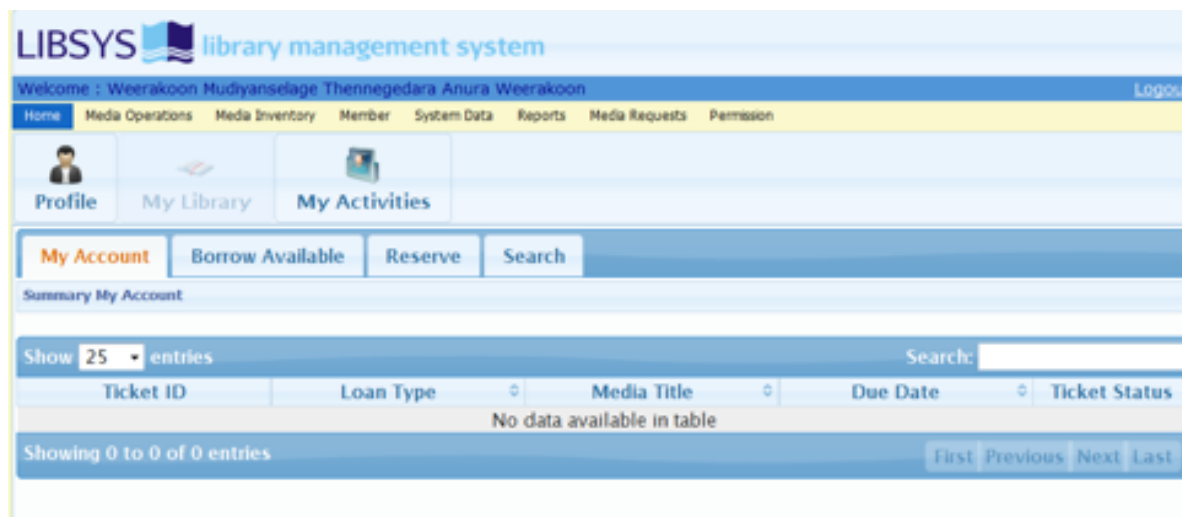 LIBSYS library management system
Welcome : Weerakoon Mudiyanselage Thennegedara Anura Weerakoon Logou
Home Media Operations Media Inventory Member System Data Reports Media Requests Permission
Profile My Library My Activities
My Account Borrow Available Reserve Search
Summary My Account
Show 25 entries Search:
Ticket ID Loan Type Media Title Due Date Ticket Status
No data available in table
Showing 0 to 0 of 0 entries First Previous Next Last